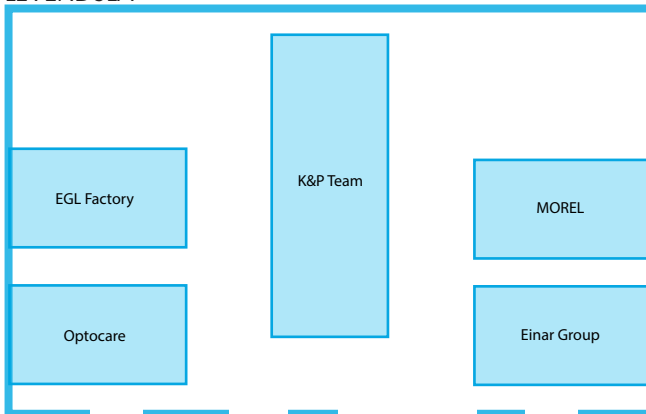 K&P Team
EGL Factory
MOREL
Optocare
Einar Group